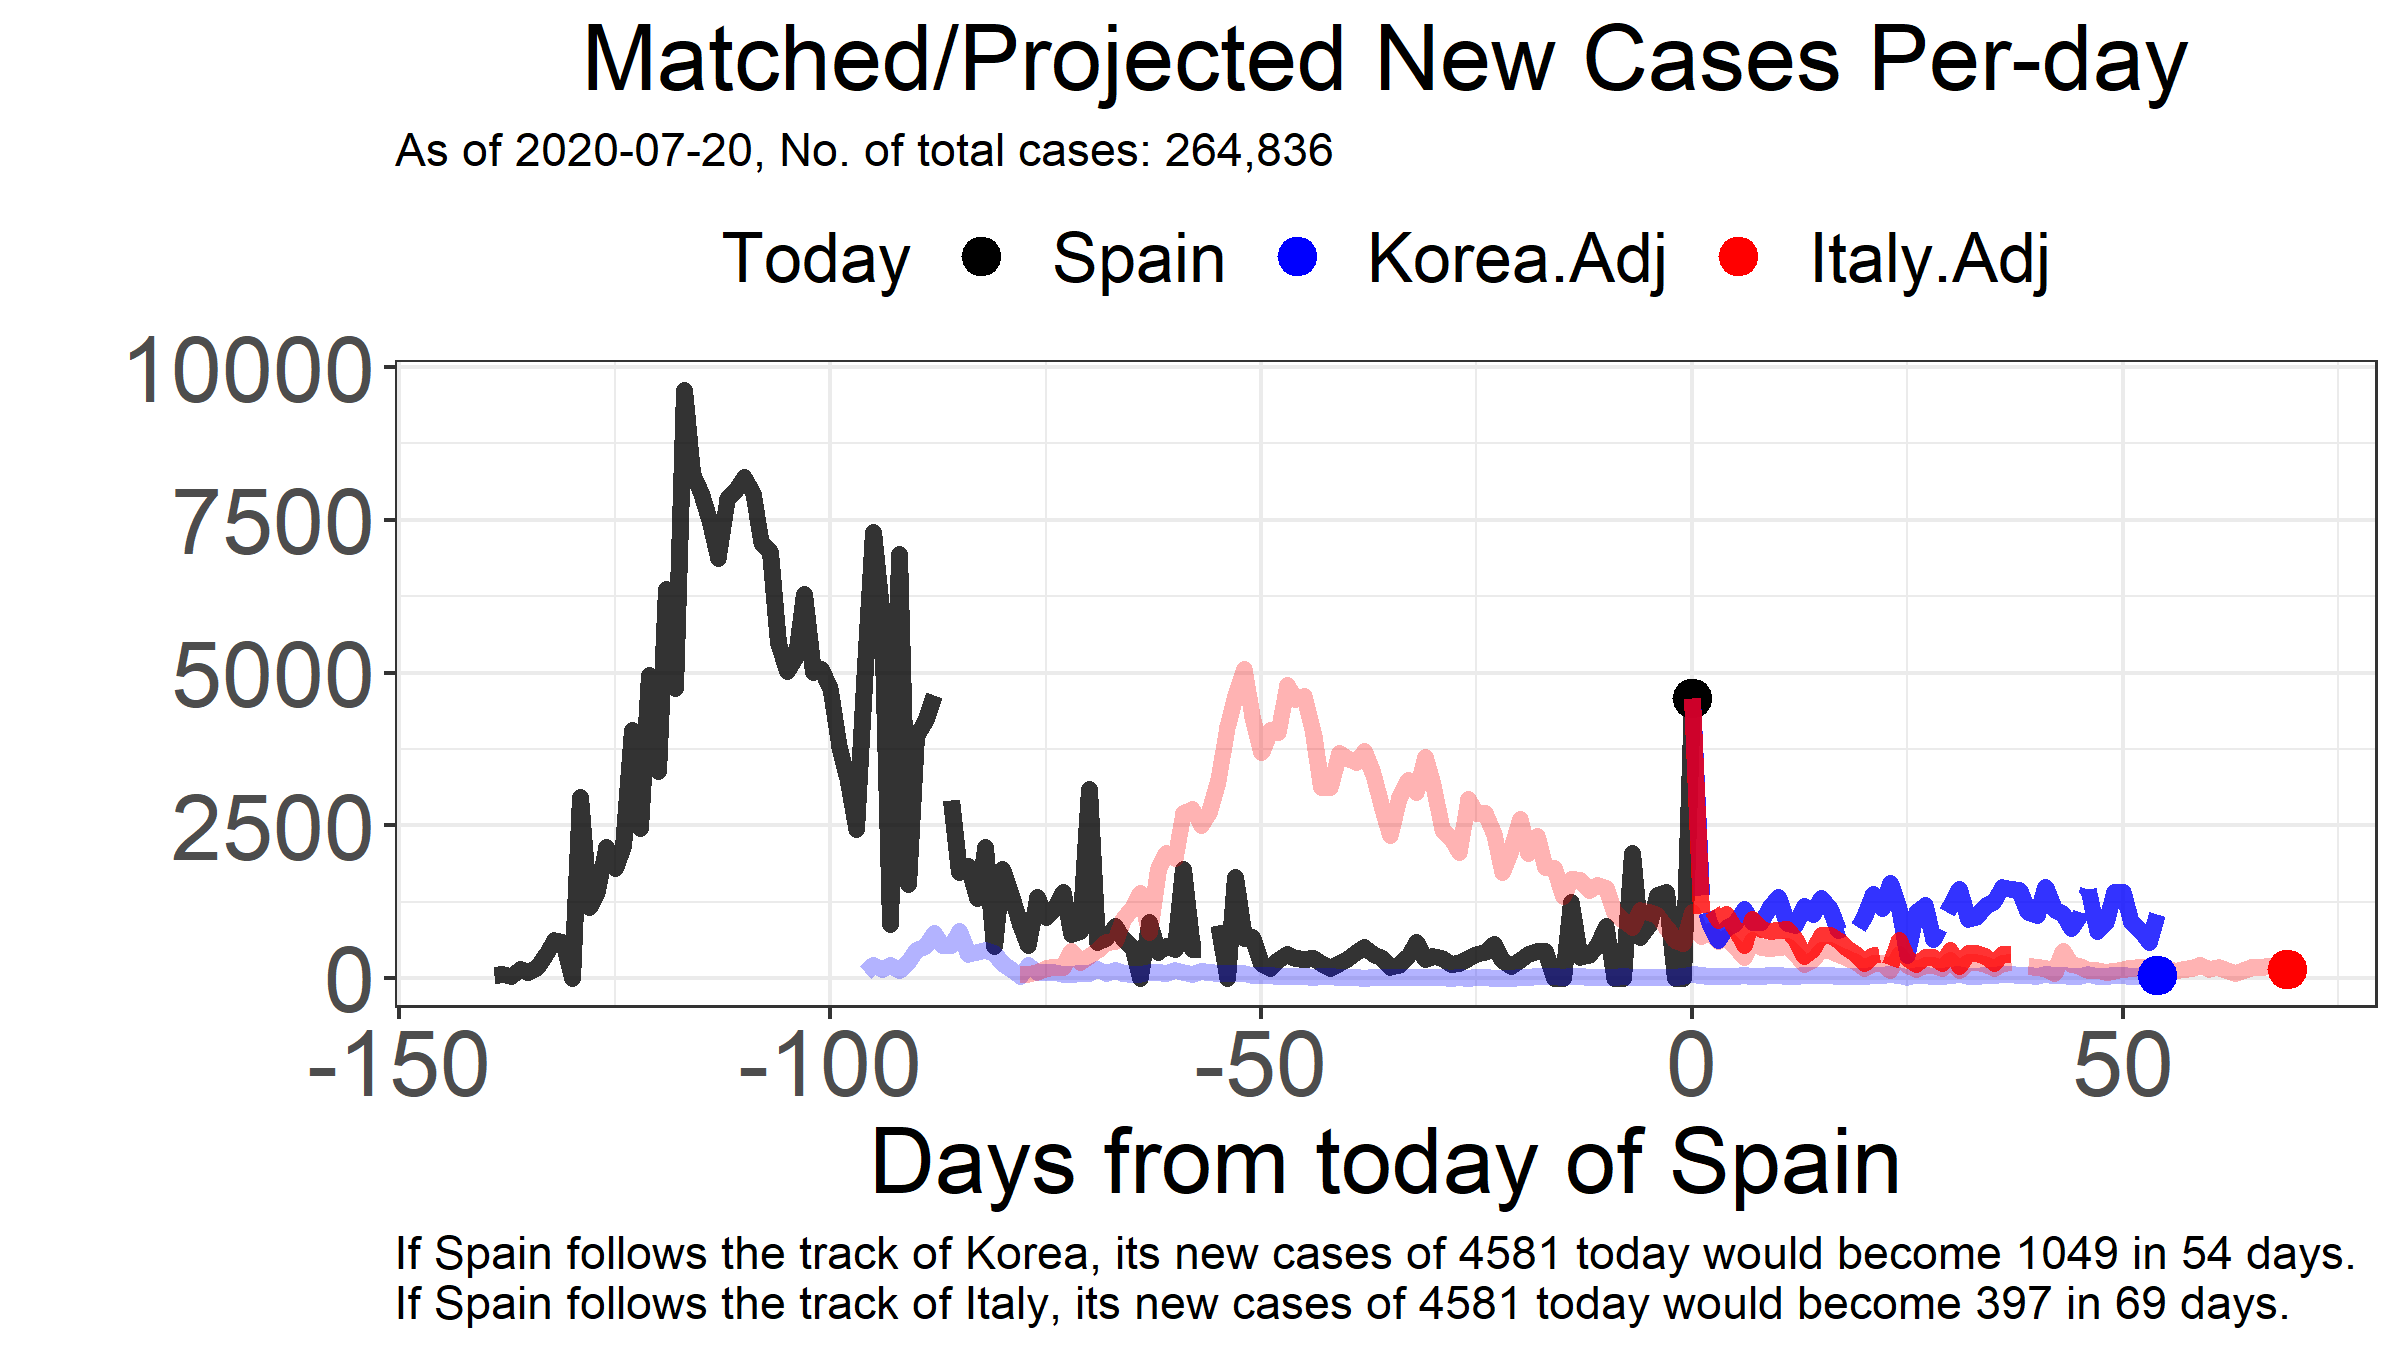 Matched/Projected New Cases Per-day
As of 2020-07-20, No. of total cases: 264,836
Today Spain Korea.Adj Italy.Adj
10000
7500
5000
2500
0
-150 -100 -50 0 50
Days from today of Spain
If Spain follows the track of Korea, its new cases of 4581 today would become 1049 in 54 days.
If Spain follows the track of Italy, its new cases of 4581 today would become 397 in 69 days.